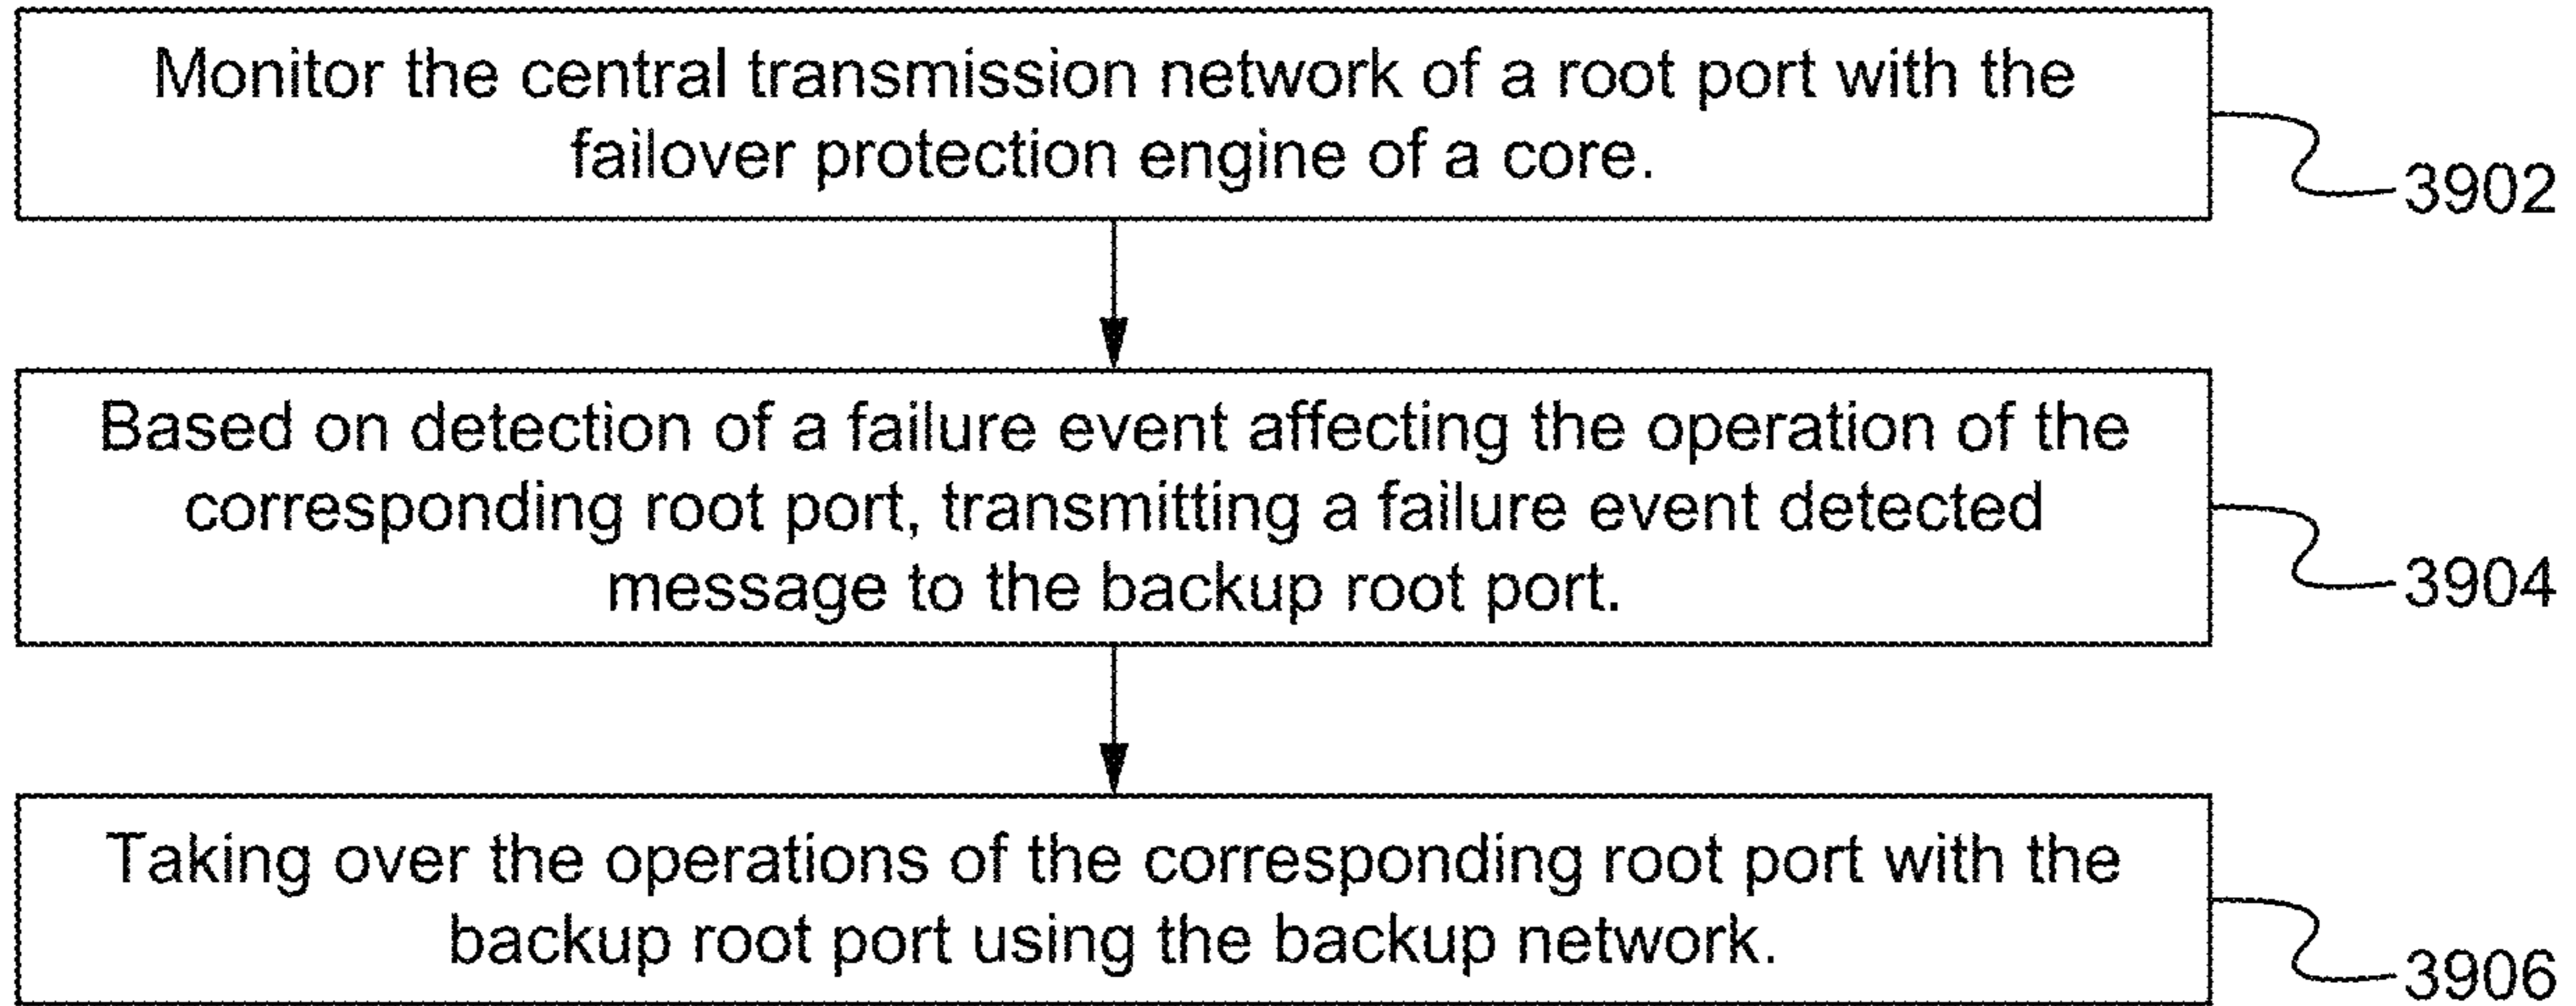 Monitor the central transmission network of a root port with the
failover protection engine of a core.
3902
Based on detection of a failure event affecting the operation of the
corresponding root port, transmitting a failure event detected
message to the backup root port.
3904
Taking over the operations of the corresponding root port with the
backup root port using the backup network.
3906